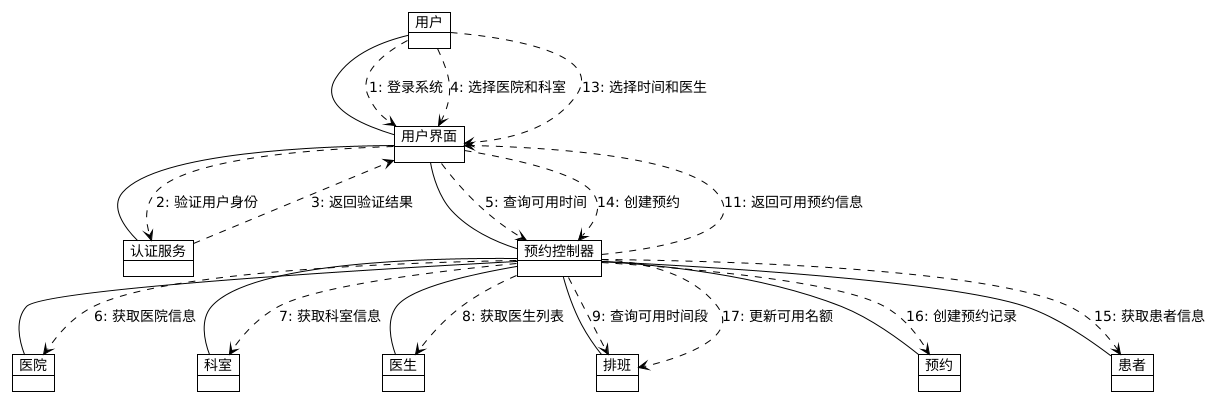 用户
1: 登录系统
4: 选择医院和科室
13: 选择时间和医生
用户界面
2: 验证用户身份
3: 返回验证结果
5: 查询可用时间
14: 创建预约
11: 返回可用预约信息
认证服务
预约控制器
6: 获取医院信息
7: 获取科室信息
8: 获取医生列表
9: 查询可用时间段
17: 更新可用名额
16: 创建预约记录
15: 获取患者信息
医院
科室
医生
排班
预约
患者